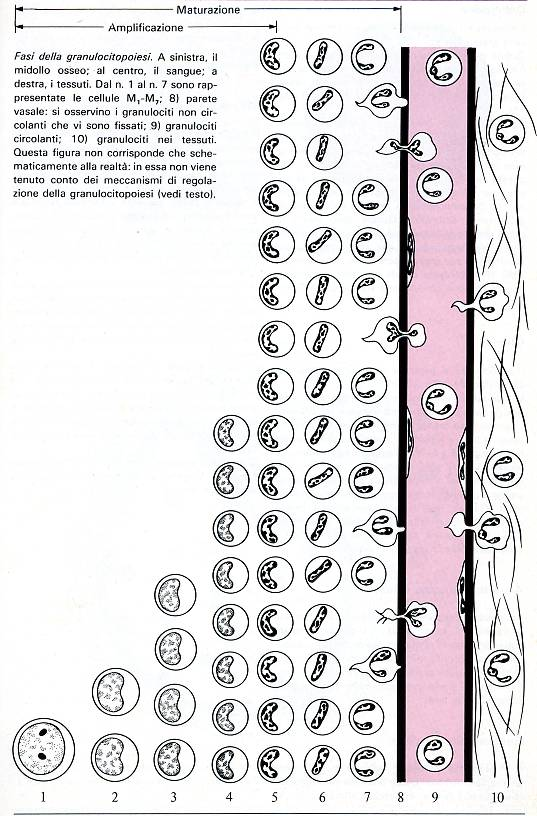 Maturazione
Amplificazione
Fasi della granulocitopoiesi. A sinistra, il
midollo osseo; al centro, il sangue; a
destra, i tessuti. Dal n. 1 al n. 7 sono rap-
presentate le cellule M₁-M₇; 8) parete
vasale: si osservino i granulociti non cir-
colanti che vi sono fissati; 9) granulociti
circolanti; 10) granulociti nei tessuti.
Questa figura non corrisponde che sche-
maticamente alla realtà: in essa non viene
tenuto conto dei meccanismi di regola-
zione della granulocitopoiesi (vedi testo).
1 2 3 4 5 6 7 8 9 10